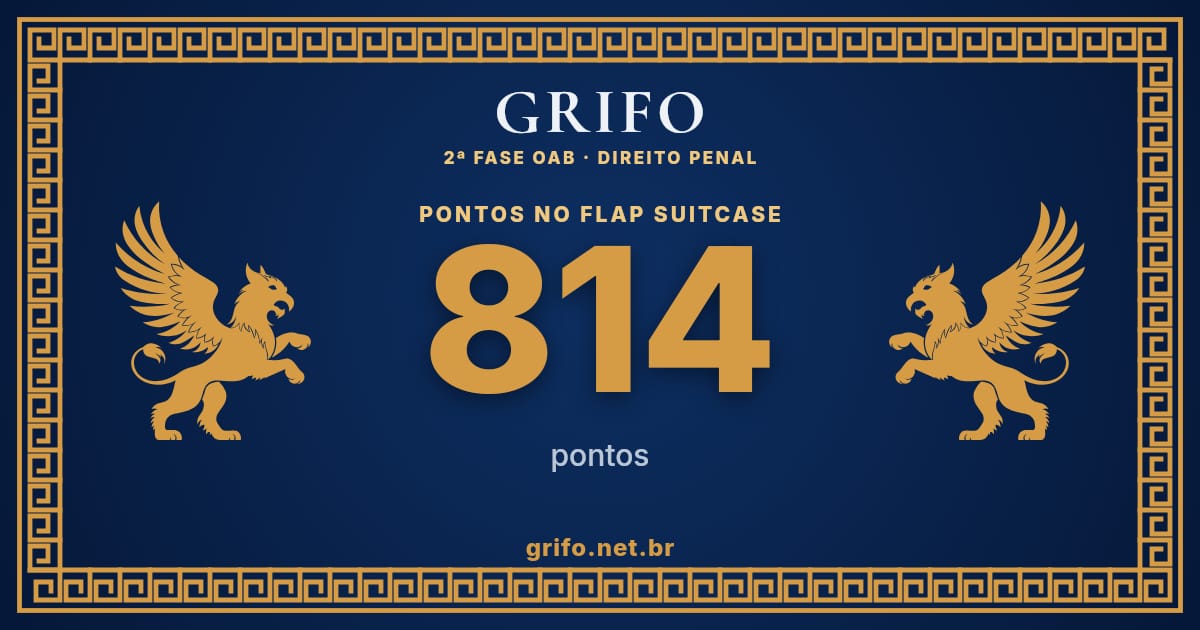 GRIFO
2ª FASE OAB · DIREITO PENAL
PONTOS NO FLAP SUITCASE
814
pontos
grifo.net.br